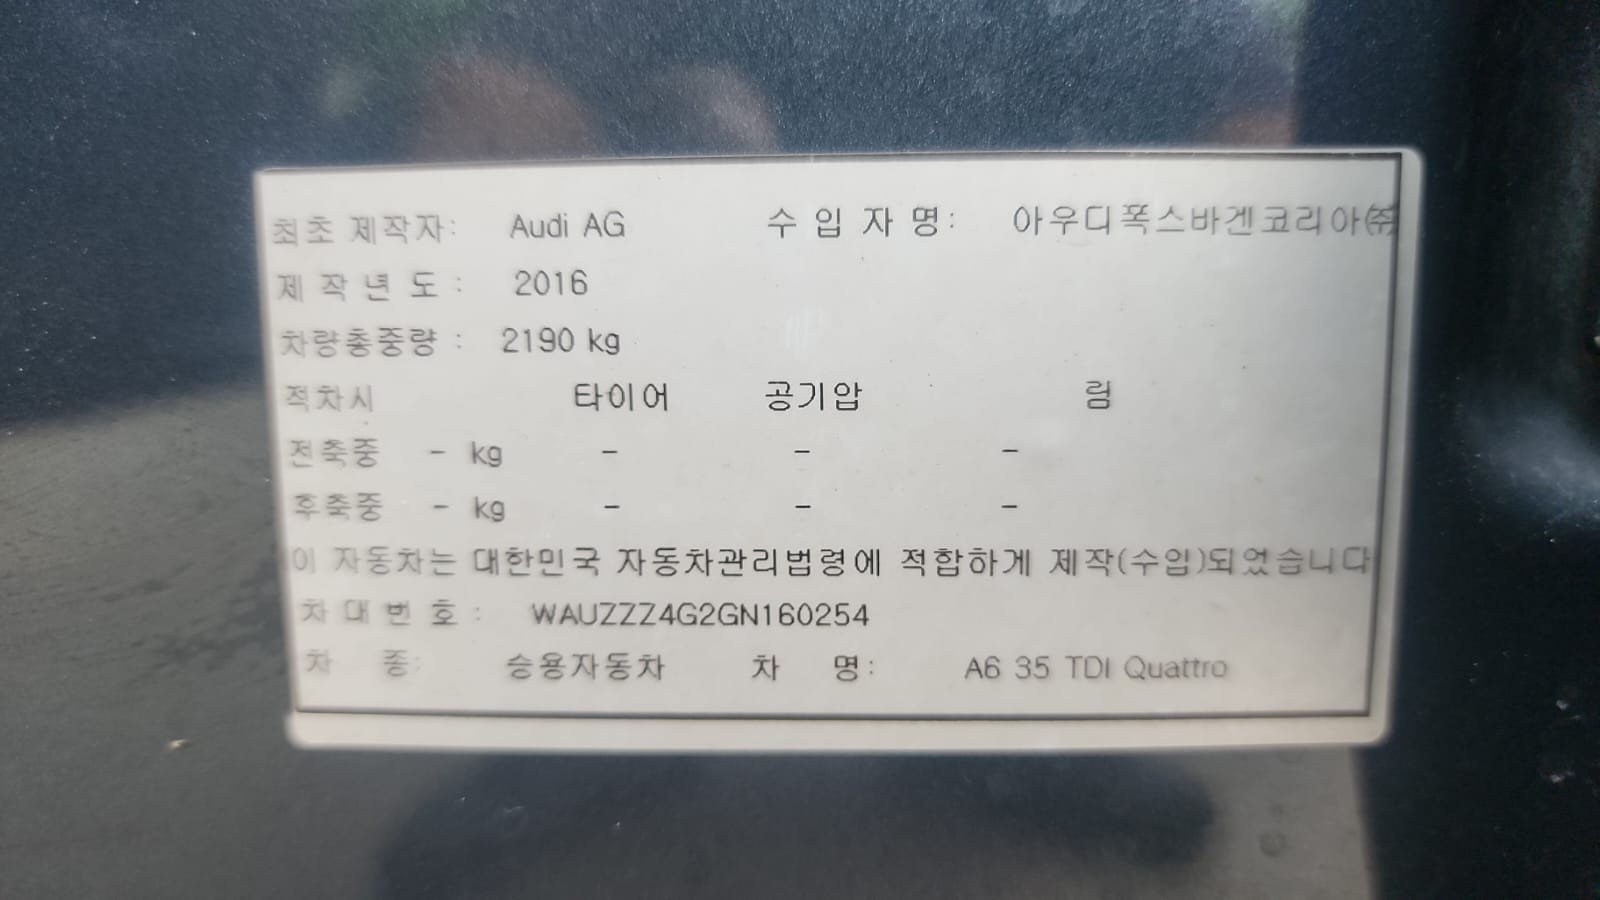 최초 제작자: Audi AG 수 입 자 명: 아우디폭스바겐코리아㈜
제 작 년 도 : 2016
차량총중량 : 2190 kg
적차시 타이어 공기압 림
전축중 - kg - - -
후축중 - kg - - -
이 자동차는 대한민국 자동차관리법령에 적합하게 제작(수입)되었습니다
차 대 번 호 : WAUZZZ4G2GN160254
차 종: 승용자동차 차 명: A6 35 TDI Quattro